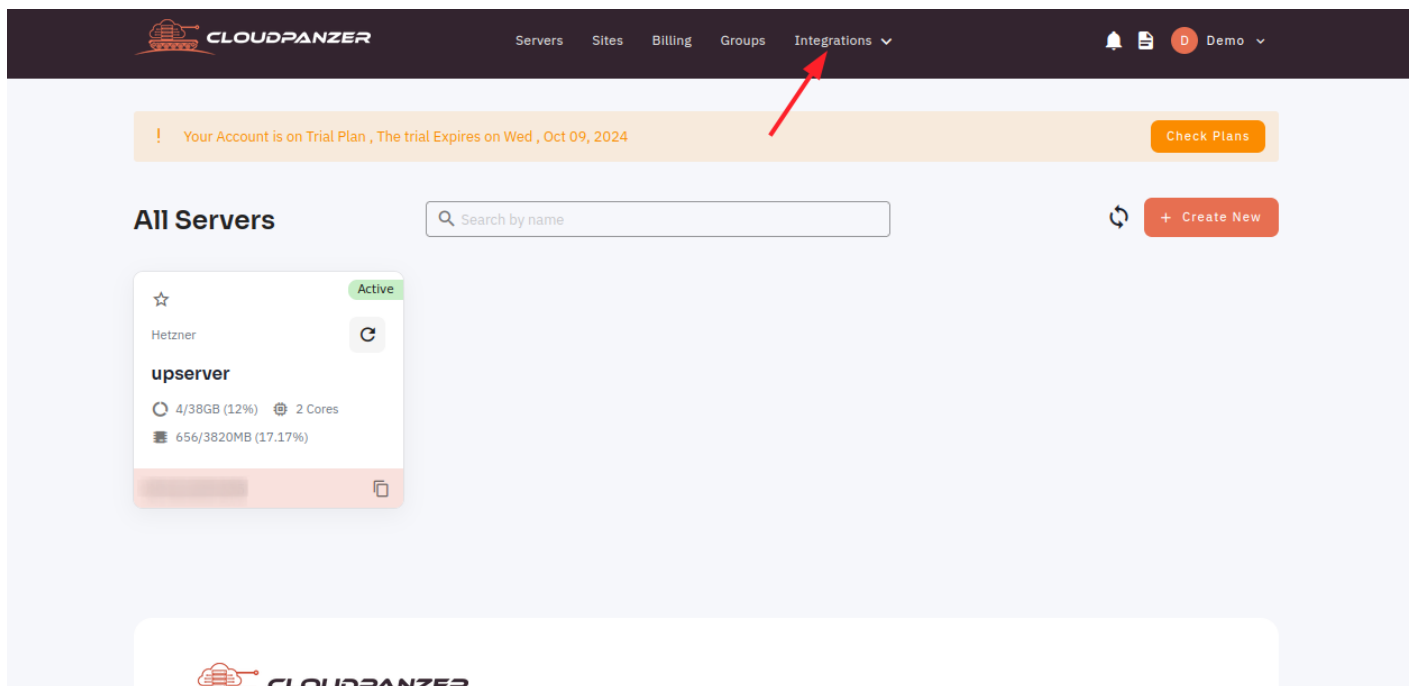 CLOUDPANZER Servers Sites Billing Groups Integrations D Demo
! Your Account is on Trial Plan , The trial Expires on Wed , Oct 09, 2024 Check Plans
All Servers Search by name + Create New
Active
Hetzner
upserver
4/38GB (12%) 2 Cores
656/3820MB (17.17%)
CLOUDPANZER